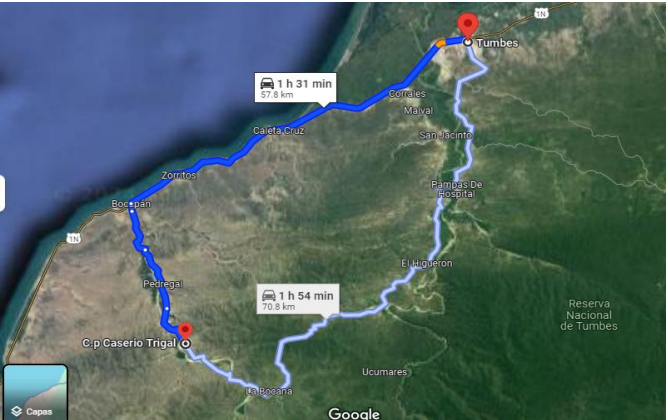 1N
Tumbes
1 h 31 min
57.8 km
Corrales
Malval
Caleta Cruz
San Jacinto
Zorritos
Pampas De
Hospital
Bocapan
1N
El Higueron
Pedregal
1 h 54 min
70.8 km
Reserva
Nacional
de Tumbes
C.p Caserio Trigal
Ucumares
La Bocana
Capas
Google